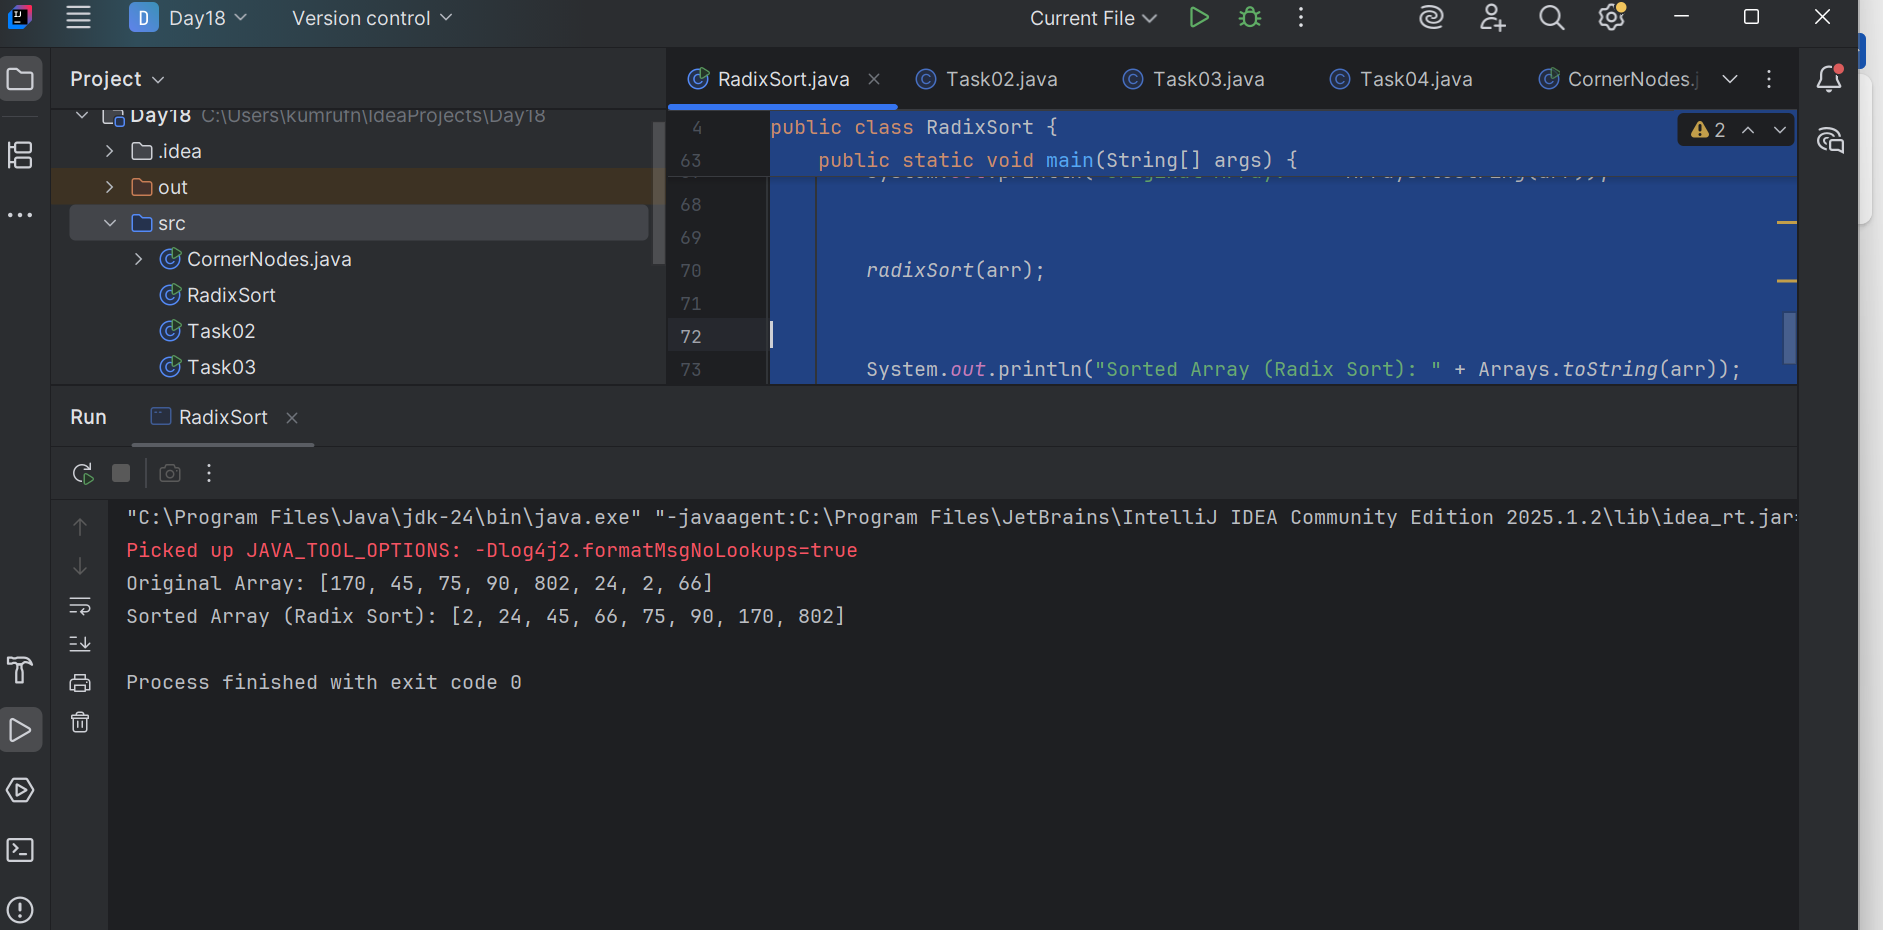 D Day18 Version control Current File
Project
RadixSort.java Task02.java Task03.java Task04.java CornerNodes.j
Day18 C:\Users\kumrufn\IdeaProjects\Day18
.idea
out
src
CornerNodes.java
RadixSort
Task02
Task03
2
4 public class RadixSort {
63 public static void main(String[] args) {
68
69
70 radixSort(arr);
71
72
73 System.out.println("Sorted Array (Radix Sort): " + Arrays.toString(arr));
Run RadixSort
"C:\Program Files\Java\jdk-24\bin\java.exe" "-javaagent:C:\Program Files\JetBrains\IntelliJ IDEA Community Edition 2025.1.2\lib\idea_rt.jar
Picked up JAVA_TOOL_OPTIONS: -Dlog4j2.formatMsgNoLookups=true
Original Array: [170, 45, 75, 90, 802, 24, 2, 66]
Sorted Array (Radix Sort): [2, 24, 45, 66, 75, 90, 170, 802]
Process finished with exit code 0